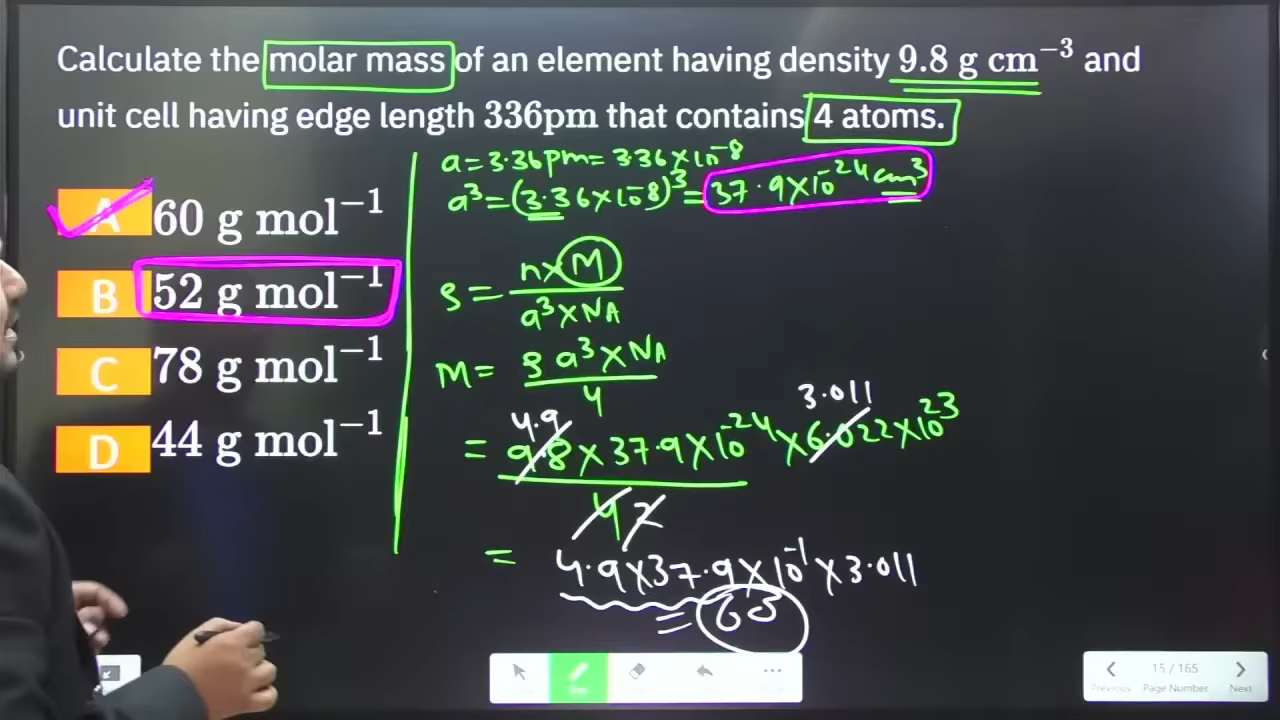 Calculate the molar mass of an element having density 9.8 g cm⁻³ and
unit cell having edge length 336pm that contains 4 atoms.
a = 3.36pm = 3.36×10⁻⁸
a³ = (3.36×10⁻⁸)³ = 37.9×10⁻²⁴ cm³
A 60 g mol⁻¹
B 52 g mol⁻¹
C 78 g mol⁻¹
D 44 g mol⁻¹
ρ = n×M
a³×NA
M = ρ a³ × NA
4
4.9 3.011
= 9.8 × 37.9×10⁻²⁴ × 6.022×10²³
4 2
= 4.9×37.9×10⁻¹ × 3.011
=
15 / 165
Previous Page Number Next